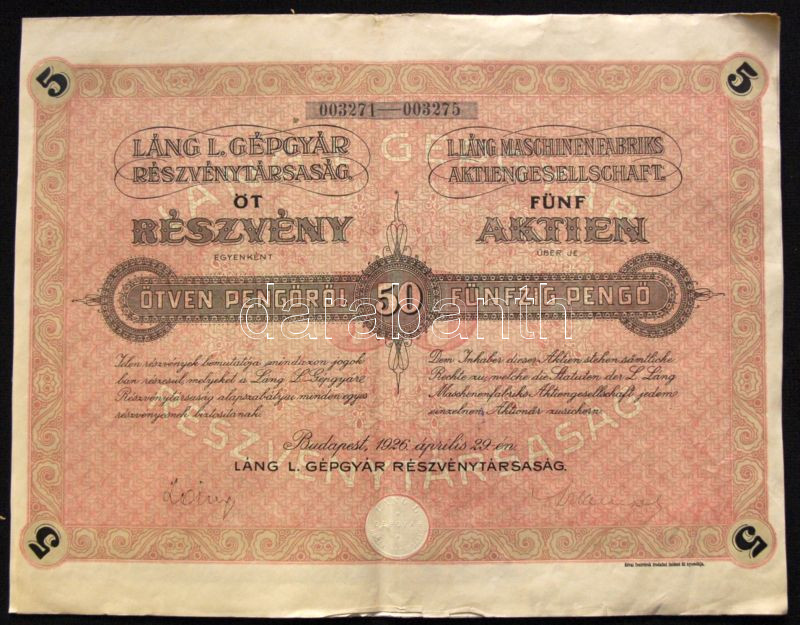 5
5
003271—003275
LÁNG L. GÉPGYÁR
RÉSZVÉNYTÁRSASÁG.
ÖT
RÉSZVÉNY
EGYENKÉNT
L. LÁNG MASCHINENFABRIKS
AKTIENGESELLSCHAFT.
FÜNF
AKTIEN
ÜBER JE
ÖTVEN PENGŐRŐL
50
FÜNFZIG PENGŐ
darabanth
Jelen részvények bemutatója mindazon jogok
ban részesül, melyeket a Láng L. Gépgyár
Részvénytársaság alapszabályai minden egyes
részvényesnek biztosítanak.
Dem Inhaber dieser Aktien stehen sämtliche
Rechte zu, welche die Statuten der L. Láng
Maschinenfabriks-Aktiengesellschaft jedem
einzelnen Aktionär zusichern.
RÉSZVÉNYTÁRSASÁG
Budapest, 1926. április 29-én.
LÁNG L. GÉPGYÁR RÉSZVÉNYTÁRSASÁG.
5
5